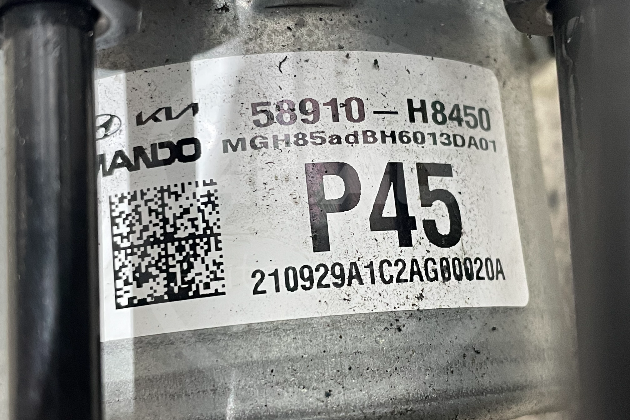 KIA
MANDO
58910-H8450
MGH85adBH6013DA01
P45
210929A1C2AG00020A